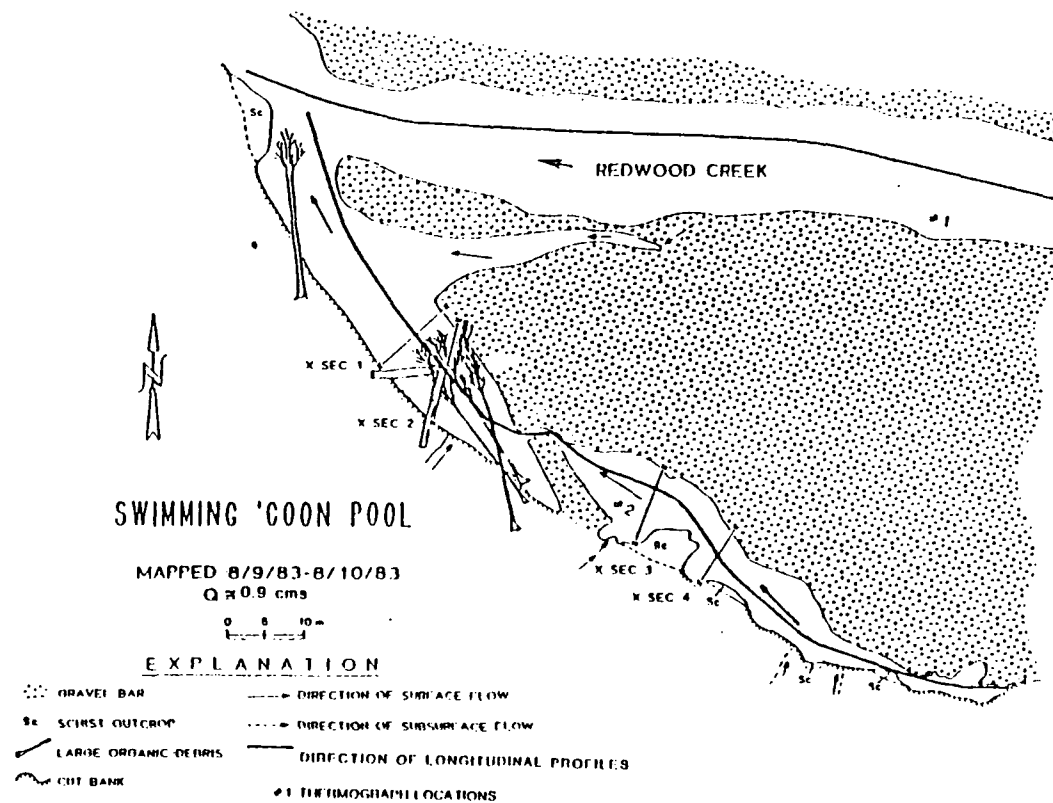 Sc
REDWOOD CREEK
#1
X SEC 1
X SEC 2
#2
Sc
X SEC 3
X SEC 4
Sc
Sc
Sc
N
SWIMMING 'COON POOL
MAPPED 8/9/83-8/10/83
Q ≈ 0.9 cms
0 5 10 m
EXPLANATION
GRAVEL BAR
Sc SCHIST OUTCROP
LARGE ORGANIC DEBRIS
CUT BANK
DIRECTION OF SURFACE FLOW
DIRECTION OF SUBSURFACE FLOW
DIRECTION OF LONGITUDINAL PROFILES
#1 THERMOGRAPH LOCATIONS